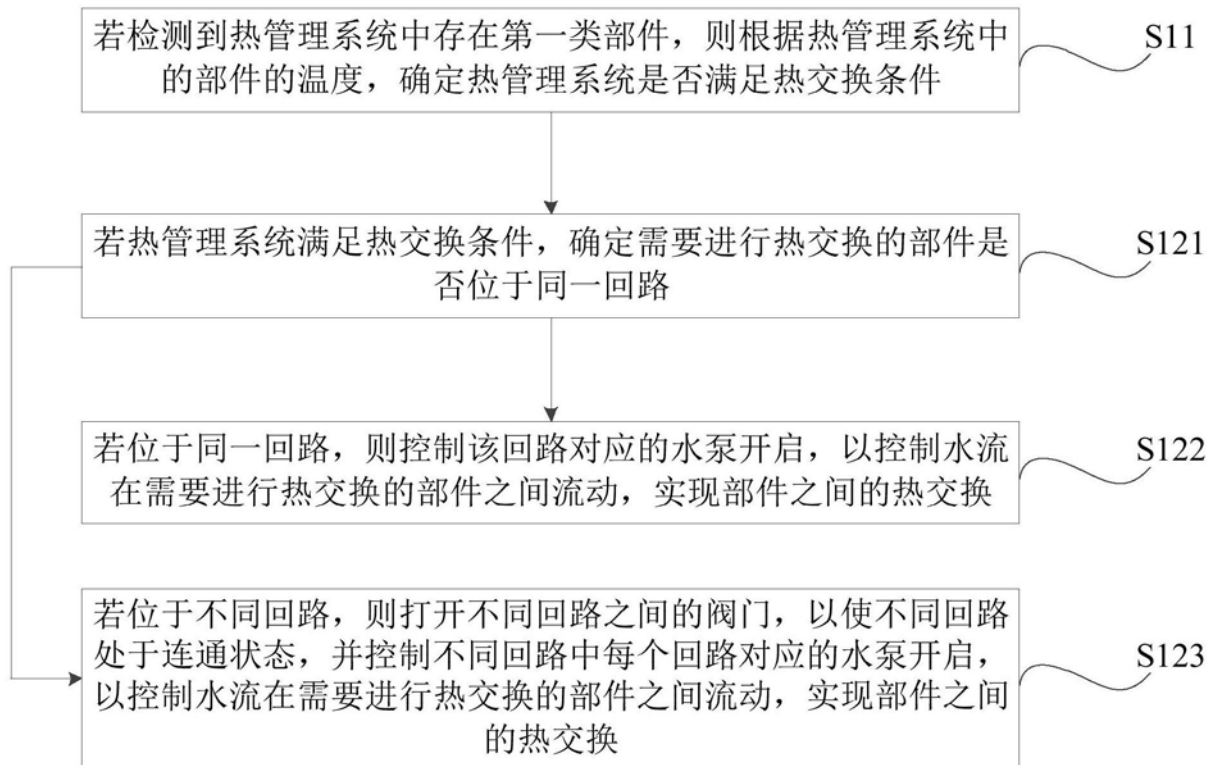 若检测到热管理系统中存在第一类部件，则根据热管理系统中
的部件的温度，确定热管理系统是否满足热交换条件
S11
若热管理系统满足热交换条件，确定需要进行热交换的部件是
否位于同一回路
S121
若位于同一回路，则控制该回路对应的水泵开启，以控制水流
在需要进行热交换的部件之间流动，实现部件之间的热交换
S122
若位于不同回路，则打开不同回路之间的阀门，以使不同回路
处于连通状态，并控制不同回路中每个回路对应的水泵开启，
以控制水流在需要进行热交换的部件之间流动，实现部件之间
的热交换
S123